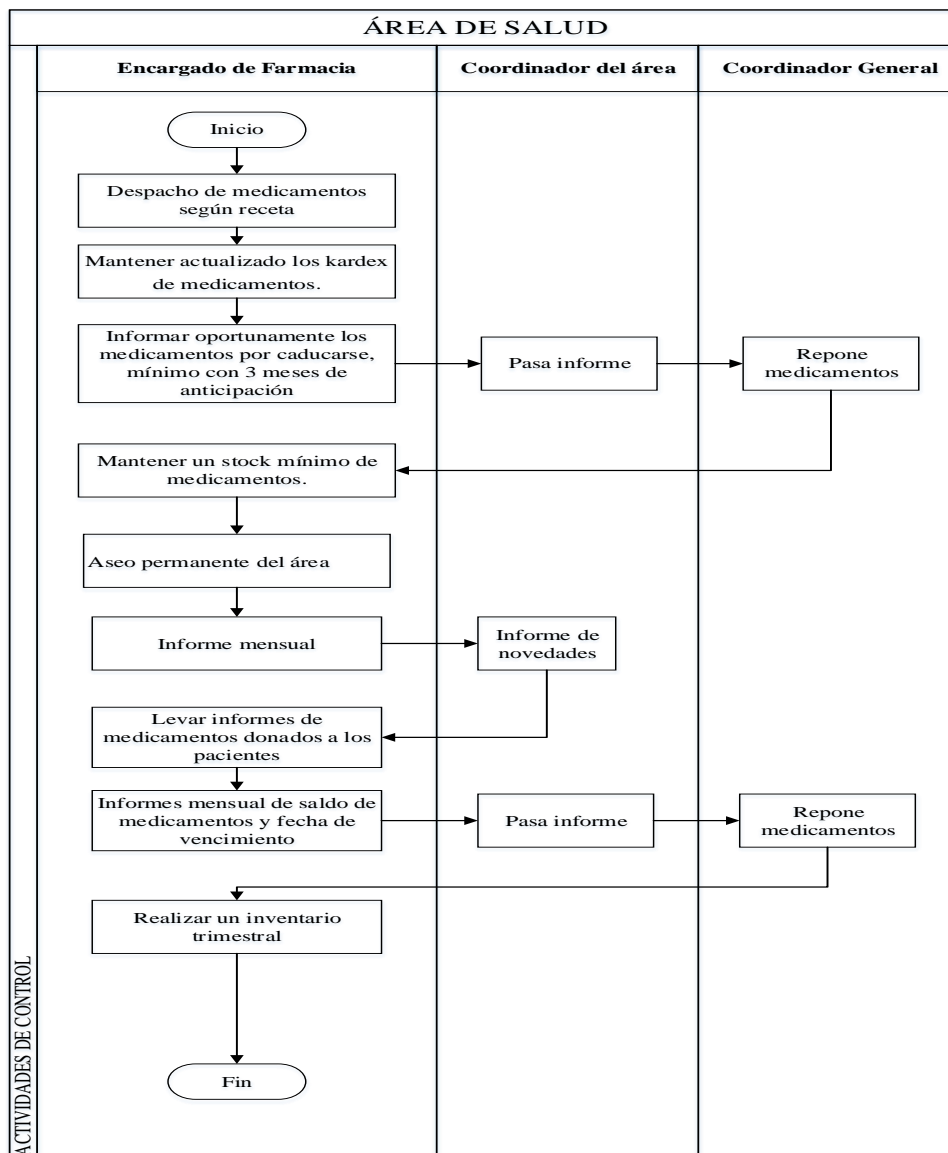 ÁREA DE SALUD
Encargado de Farmacia
Coordinador del área
Coordinador General
Inicio
Despacho de medicamentos
según receta
Mantener actualizado los kardex
de medicamentos.
Informar oportunamente los
medicamentos por caducarse,
mínimo con 3 meses de
anticipación
Pasa informe
Repone
medicamentos
Mantener un stock mínimo de
medicamentos.
Aseo permanente del área
Informe mensual
Informe de
novedades
Levar informes de
medicamentos donados a los
pacientes
Informes mensual de saldo de
medicamentos y fecha de
vencimiento
Pasa informe
Repone
medicamentos
Realizar un inventario
trimestral
Fin
ACTIVIDADES DE CONTROL